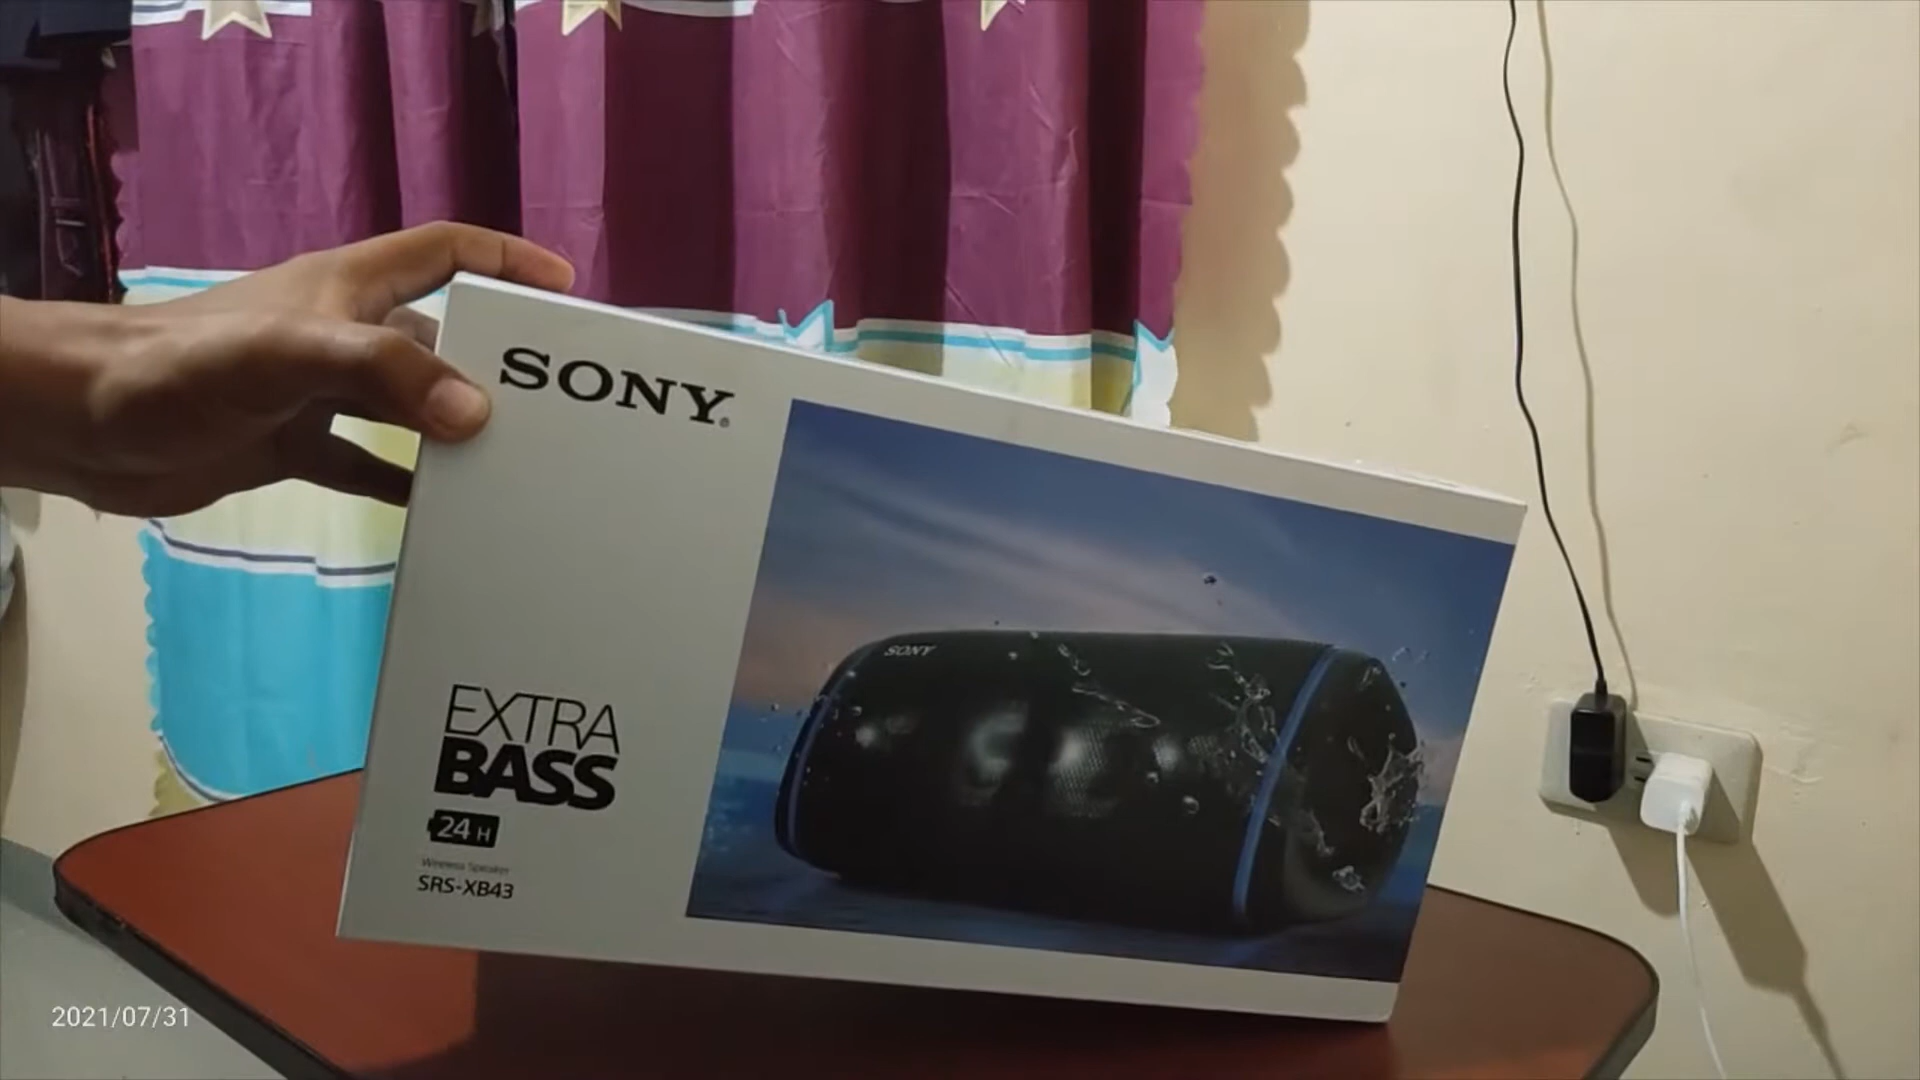 SONY®
SONY
EXTRA
BASS
24 H
Wireless Speaker
SRS-XB43
2021/07/31